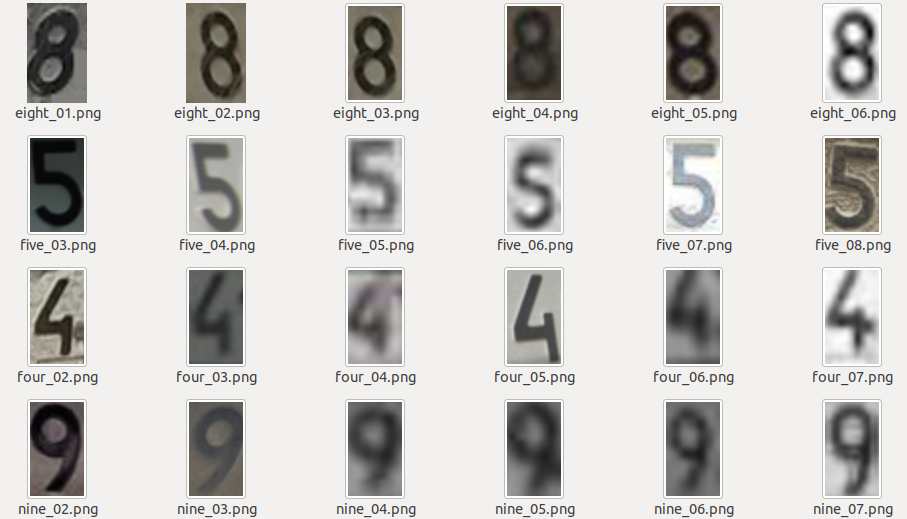 8 8 8 8 8 8
eight_01.png eight_02.png eight_03.png eight_04.png eight_05.png eight_06.png
5 5 5 5 5 5
five_03.png five_04.png five_05.png five_06.png five_07.png five_08.png
4 4 4 4 4 4
four_02.png four_03.png four_04.png four_05.png four_06.png four_07.png
9 9 9 9 9 9
nine_02.png nine_03.png nine_04.png nine_05.png nine_06.png nine_07.png